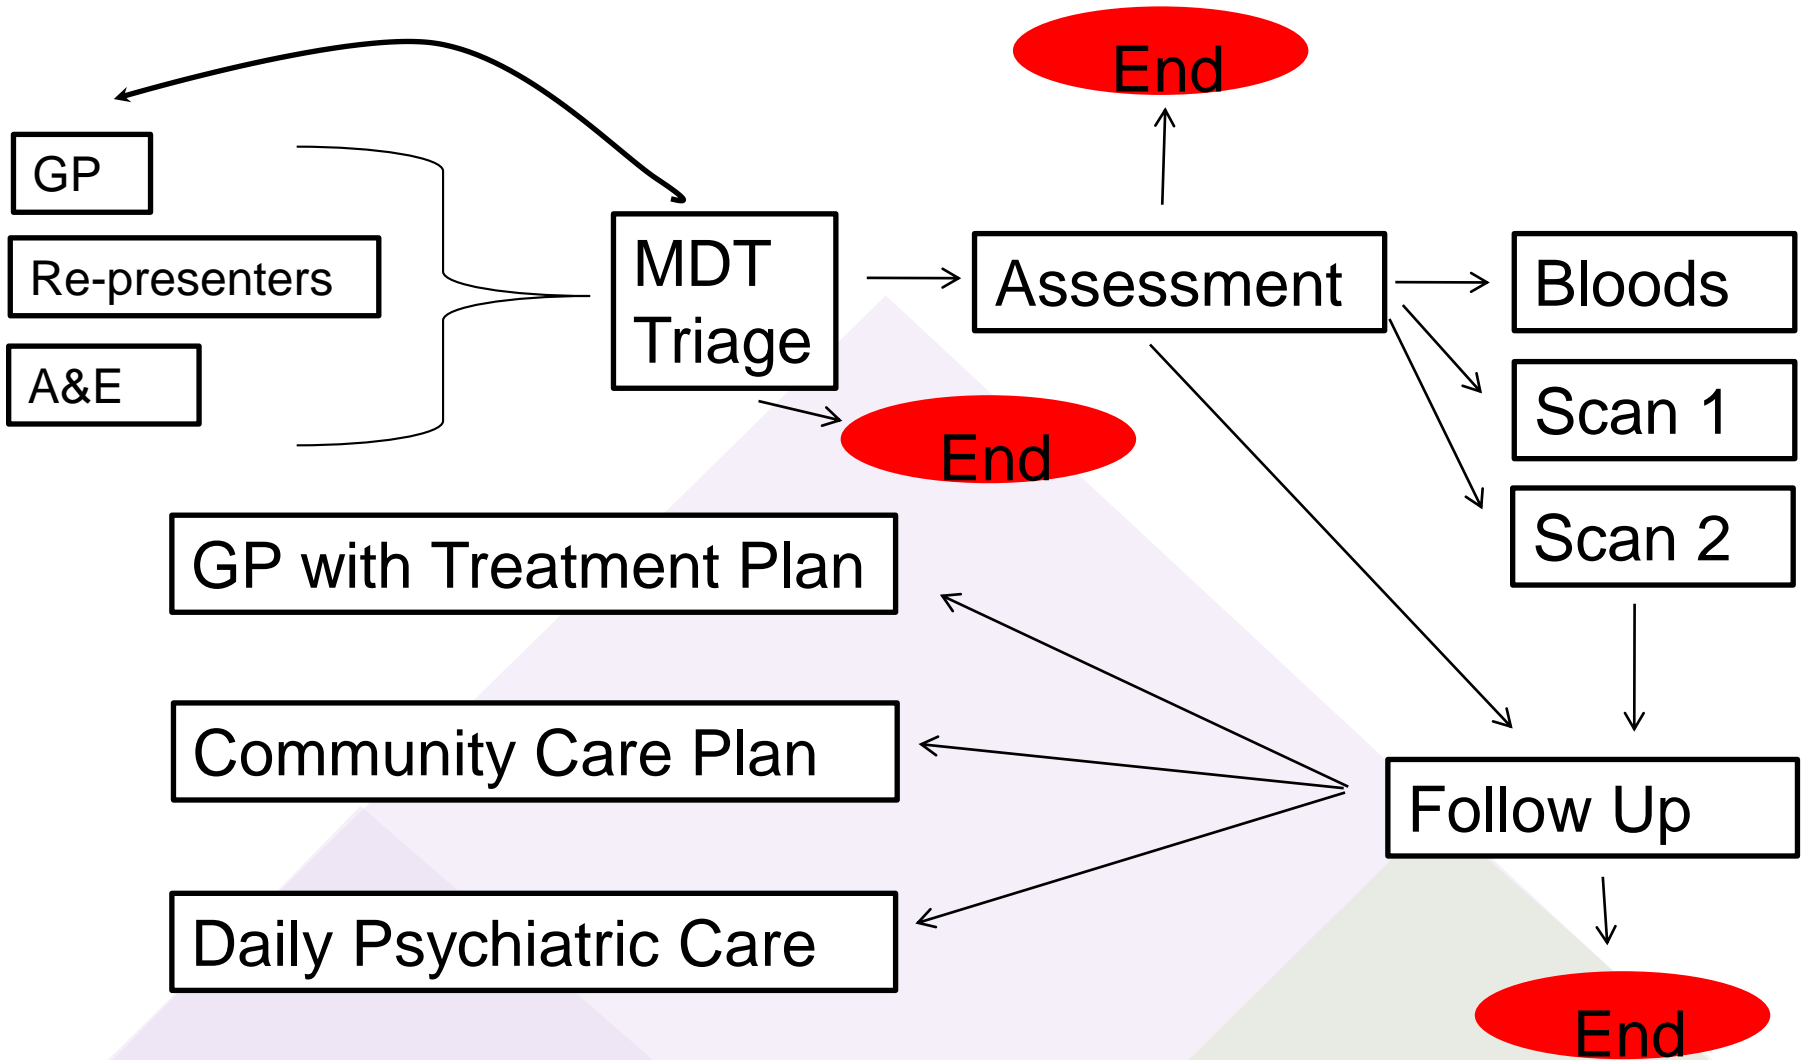 End
GP
Re-presenters
A&E
MDT
Triage
Assessment
Bloods
Scan 1
Scan 2
End
GP with Treatment Plan
Community Care Plan
Daily Psychiatric Care
Follow Up
End